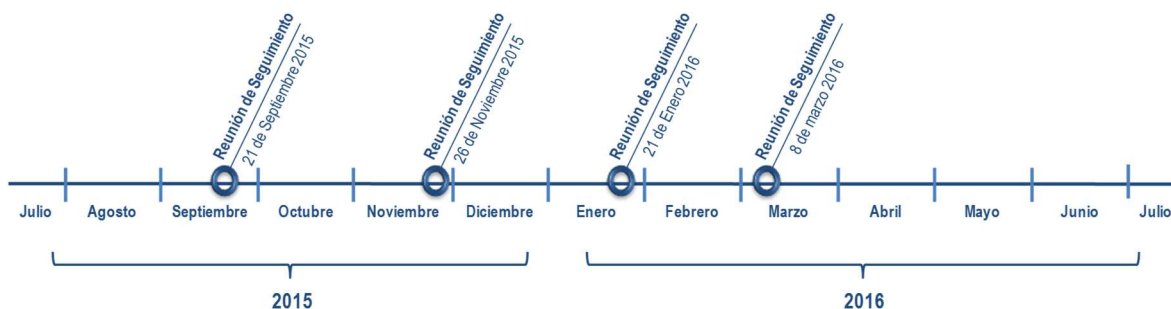 Reunión de Seguimiento
21 de Septiembre 2015
Reunión de Seguimiento
26 de Noviembre 2015
Reunión de Seguimiento
21 de Enero 2016
Reunión de Seguimiento
8 de marzo 2016
Julio Agosto Septiembre Octubre Noviembre Diciembre Enero Febrero Marzo Abril Mayo Junio Julio
2015 2016